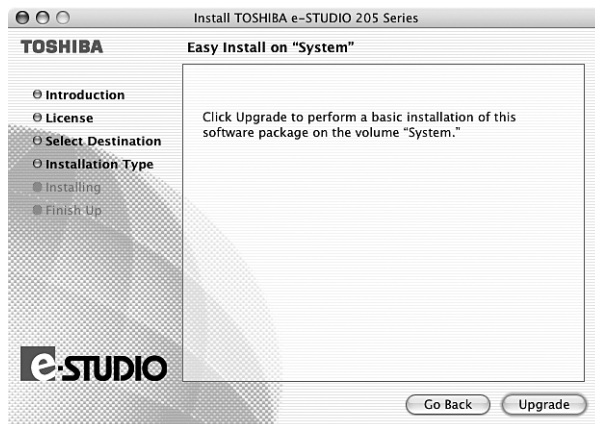 Install TOSHIBA e-STUDIO 205 Series
TOSHIBA
Easy Install on “System”
Introduction
License
Select Destination
Installation Type
Installing
Finish Up
Click Upgrade to perform a basic installation of this
software package on the volume “System.”
e-STUDIO
Go Back
Upgrade